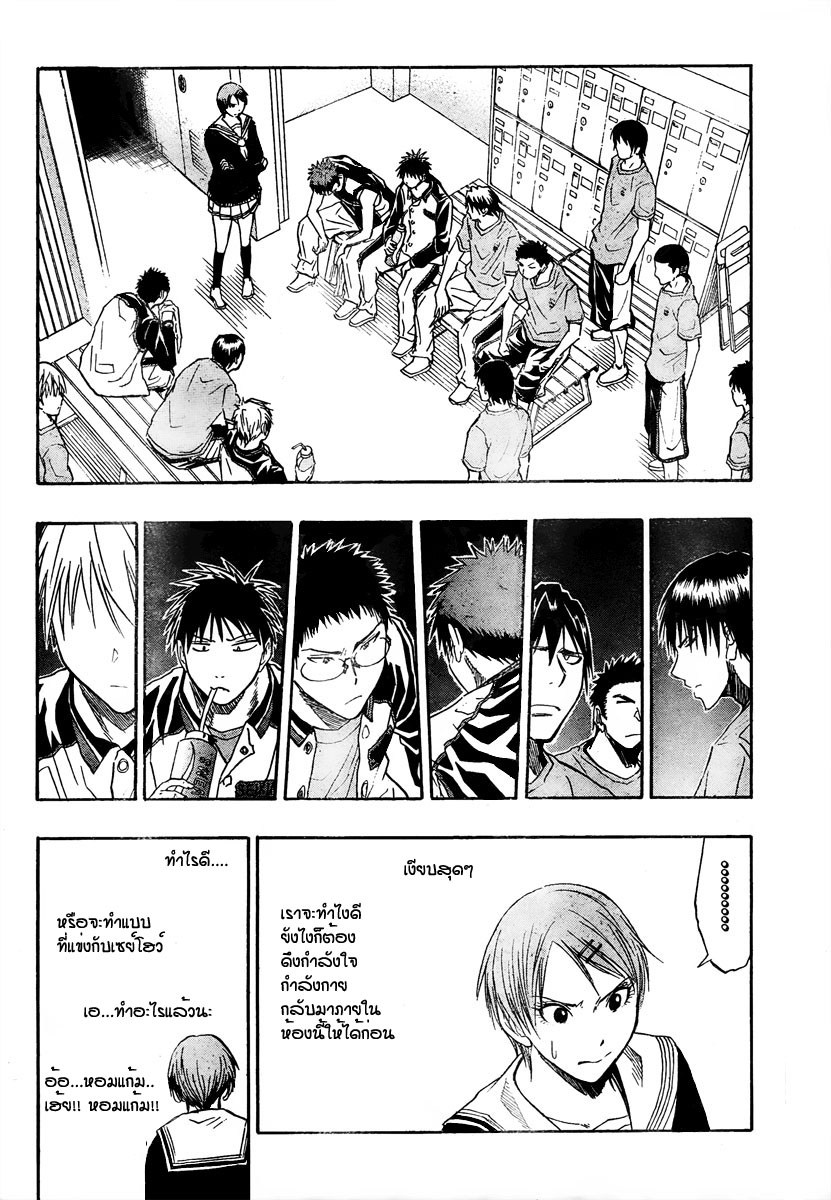 เงียบสุดๆ
เราจะทำไงดี
ยังไงก็ต้อง
ดึงกำลังใจ
กำลังกาย
กลับมาภายใน
ห้องนี้ให้ได้ก่อน
ทำไรดี....
หรือจะทำแบบ
ที่แข่งกับเซย์โฮว์
เอ...ทำอะไรแล้วนะ
อ้อ...หอมแก้ม..
เฮ้ย!! หอมแก้ม!!